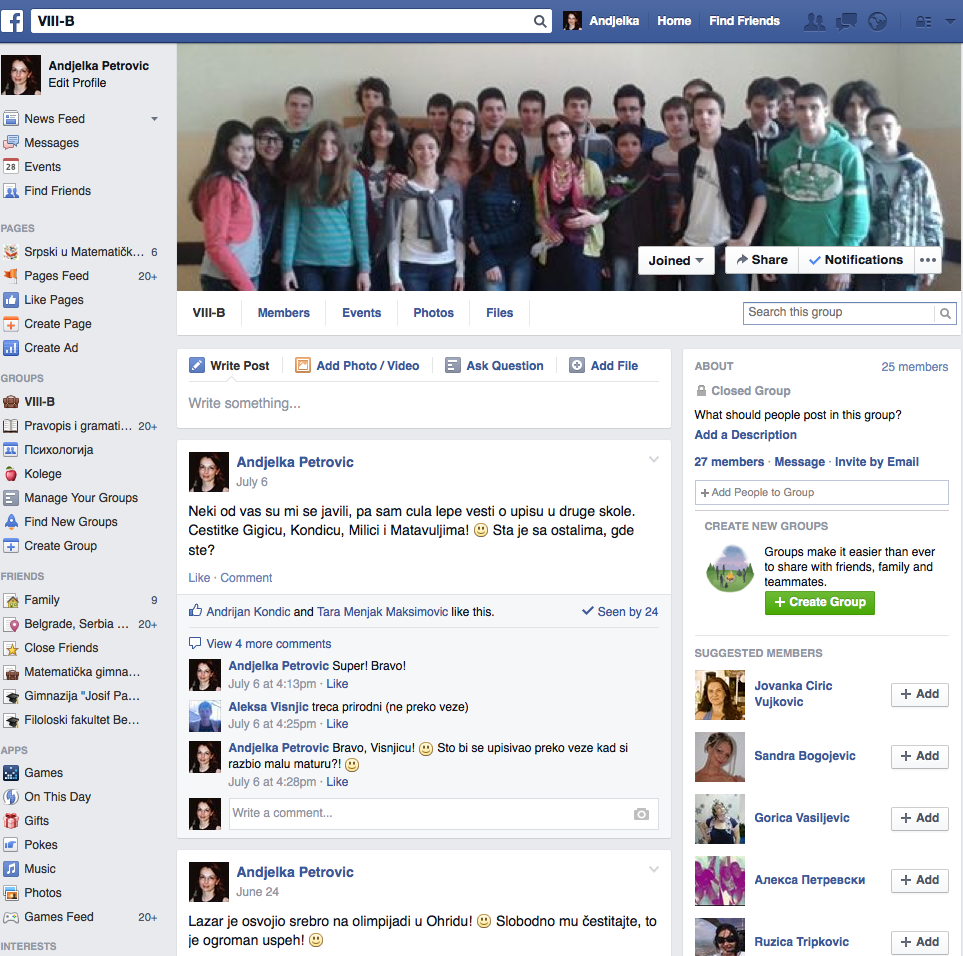 VIII-B
Andjelka
Home
Find Friends
Andjelka Petrovic
Edit Profile
News Feed
Messages
28
Events
Find Friends
PAGES
Srpski u Matematičk... 6
Pages Feed 20+
Like Pages
Create Page
Create Ad
GROUPS
VIII-B
Pravopis i gramati... 20+
Психологија
Kolege
Manage Your Groups
Find New Groups
Create Group
FRIENDS
Family 9
Belgrade, Serbia ... 20+
Close Friends
Matematička gimna...
Gimnazija "Josif Pa...
Filoloski fakultet Be...
APPS
Games
On This Day
Gifts
Pokes
Music
Photos
Games Feed 20+
INTERESTS
Joined
Share
Notifications
VIII-B
Members
Events
Photos
Files
Search this group
Write Post
Add Photo / Video
Ask Question
Add File
Write something...
Andjelka Petrovic
July 6
Neki od vas su mi se javili, pa sam cula lepe vesti o upisu u druge skole.
Cestitke Gigicu, Kondicu, Milici i Matavuljima! 🙂 Sta je sa ostalima, gde
ste?
Like · Comment
Andrijan Kondic and Tara Menjak Maksimovic like this.
Seen by 24
View 4 more comments
Andjelka Petrovic Super! Bravo!
July 6 at 4:13pm · Like
Aleksa Visnjic treca prirodni (ne preko veze)
July 6 at 4:25pm · Like
Andjelka Petrovic Bravo, Visnjicu! 🙂 Sto bi se upisivao preko veze kad si
razbio malu maturu?! 🙂
July 6 at 4:28pm · Like
Write a comment...
Andjelka Petrovic
June 24
Lazar je osvojio srebro na olimpijadi u Ohridu! 🙂 Slobodno mu čestitajte, to
je ogroman uspeh! 🙂
ABOUT
25 members
Closed Group
What should people post in this group?
Add a Description
27 members · Message · Invite by Email
+ Add People to Group
CREATE NEW GROUPS
Groups make it easier than ever
to share with friends, family and
teammates.
+ Create Group
SUGGESTED MEMBERS
Jovanka Ciric
Vujkovic
+ Add
Sandra Bogojevic
+ Add
Gorica Vasiljevic
+ Add
Алекса Петревски
+ Add
Ruzica Tripkovic
+ Add